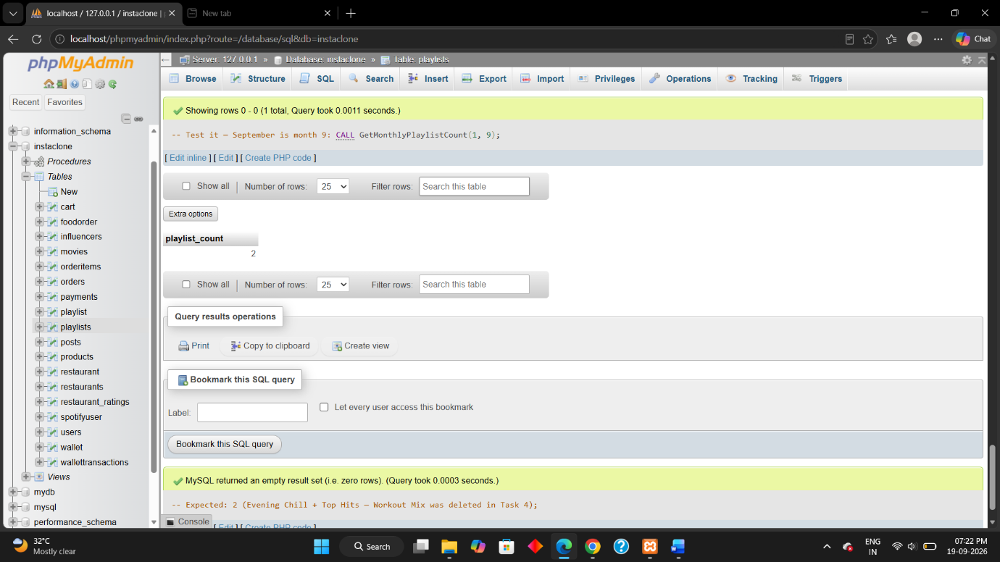 localhost / 127.0.0.1 / instaclone |
New tab
localhost/phpmyadmin/index.php?route=/database/sql&db=instaclone
Chat
phpMyAdmin
Recent
Favorites
information_schema
instaclone
Procedures
Tables
New
cart
foodorder
influencers
movies
orderitems
orders
payments
playlist
playlists
posts
products
restaurant
restaurants
restaurant_ratings
spotifyuser
users
wallet
wallettransactions
Views
mydb
mysql
performance_schema
Server: 127.0.0.1 » Database: instaclone » Table: playlists
Browse
Structure
SQL
Search
Insert
Export
Import
Privileges
Operations
Tracking
Triggers
Showing rows 0 - 0 (1 total, Query took 0.0011 seconds.)
-- Test it — September is month 9: CALL GetMonthlyPlaylistCount(1, 9);
[ Edit inline ] [ Edit ] [ Create PHP code ]
Show all | Number of rows: 25 Filter rows: Search this table
Extra options
playlist_count
2
Show all | Number of rows: 25 Filter rows: Search this table
Query results operations
Print
Copy to clipboard
Create view
Bookmark this SQL query
Label:
Let every user access this bookmark
Bookmark this SQL query
MySQL returned an empty result set (i.e. zero rows). (Query took 0.0003 seconds.)
-- Expected: 2 (Evening Chill + Top Hits — Workout Mix was deleted in Task 4);
Console
[ Edit ] [ Create PHP code ]
32°C
Mostly clear
Search
ENG
IN
07:22 PM
19-09-2026